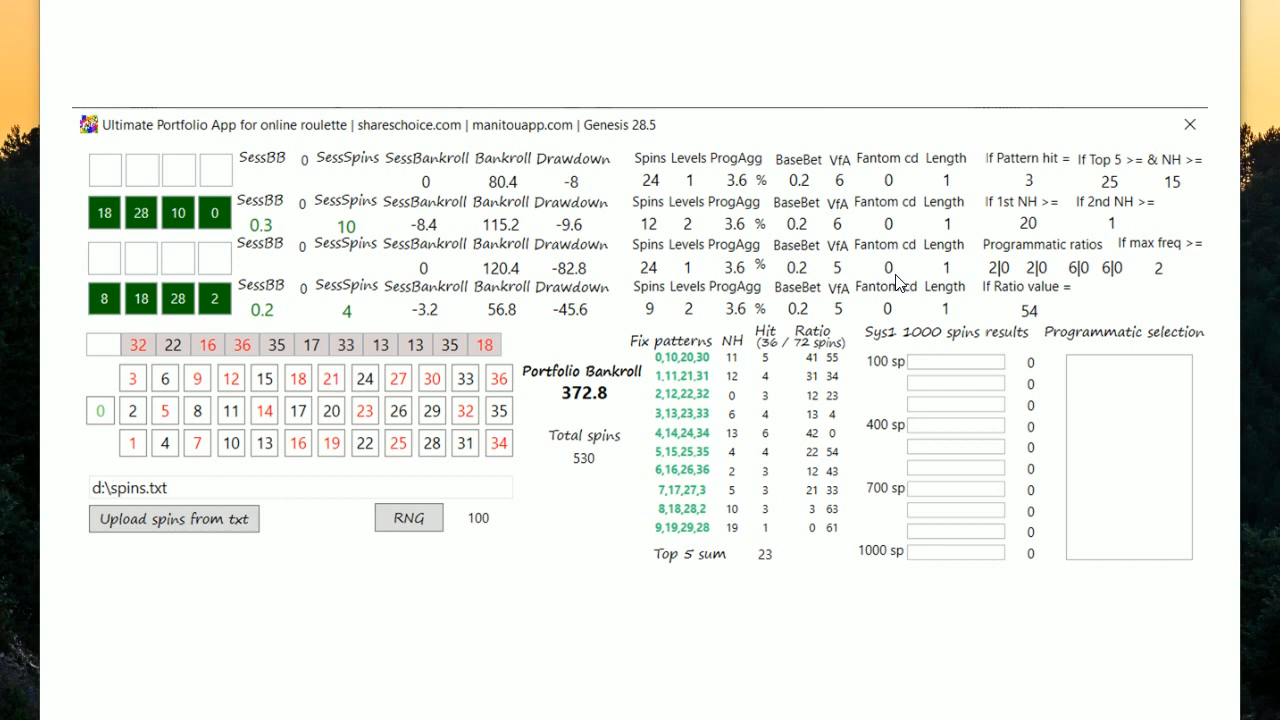 Ultimate Portfolio App for online roulette | shareschoice.com | manitouapp.com | Genesis 28.5
SessBB 0 SessSpins SessBankroll Bankroll Drawdown Spins Levels ProgAgg BaseBet VfA Fantom cd Length If Pattern hit = If Top 5 >= & NH >=
0 80.4 -8 24 1 3.6 % 0.2 6 0 1 3 25 15
SessBB 0 SessSpins SessBankroll Bankroll Drawdown Spins Levels ProgAgg BaseBet VfA Fantom cd Length If 1st NH >= If 2nd NH >=
18 28 10 0 0.3 10 -8.4 115.2 -9.6 12 2 3.6 % 0.2 6 0 1 20 1
SessBB 0 SessSpins SessBankroll Bankroll Drawdown Spins Levels ProgAgg BaseBet VfA Fantom cd Length Programmatic ratios If max freq >=
0 120.4 -82.8 24 1 3.6 % 0.2 5 0 1 2|0 2|0 6|0 6|0 2
SessBB 0 SessSpins SessBankroll Bankroll Drawdown Spins Levels ProgAgg BaseBet VfA Fantom cd Length If Ratio value =
8 18 28 2 0.2 4 -3.2 56.8 -45.6 9 2 3.6 % 0.2 5 0 1 54
32 22 16 36 35 17 33 13 13 35 18
3 6 9 12 15 18 21 24 27 30 33 36
0 2 5 8 11 14 17 20 23 26 29 32 35
1 4 7 10 13 16 19 22 25 28 31 34
d:\spins.txt
Upload spins from txt RNG 100
Portfolio Bankroll
372.8
Total spins
530
Fix patterns NH Hit Ratio
(36 / 72 spins)
0,10,20,30 11 5 41 55
1,11,21,31 12 4 31 34
2,12,22,32 0 3 12 23
3,13,23,33 6 4 13 4
4,14,24,34 13 6 42 0
5,15,25,35 4 4 22 54
6,16,26,36 2 3 12 43
7,17,27,3 5 3 21 33
8,18,28,2 10 3 3 63
9,19,29,28 19 1 0 61
Top 5 sum 23
Sys1 1000 spins results Programmatic selection
100 sp 0
0
0
400 sp 0
0
0
700 sp 0
0
0
1000 sp 0